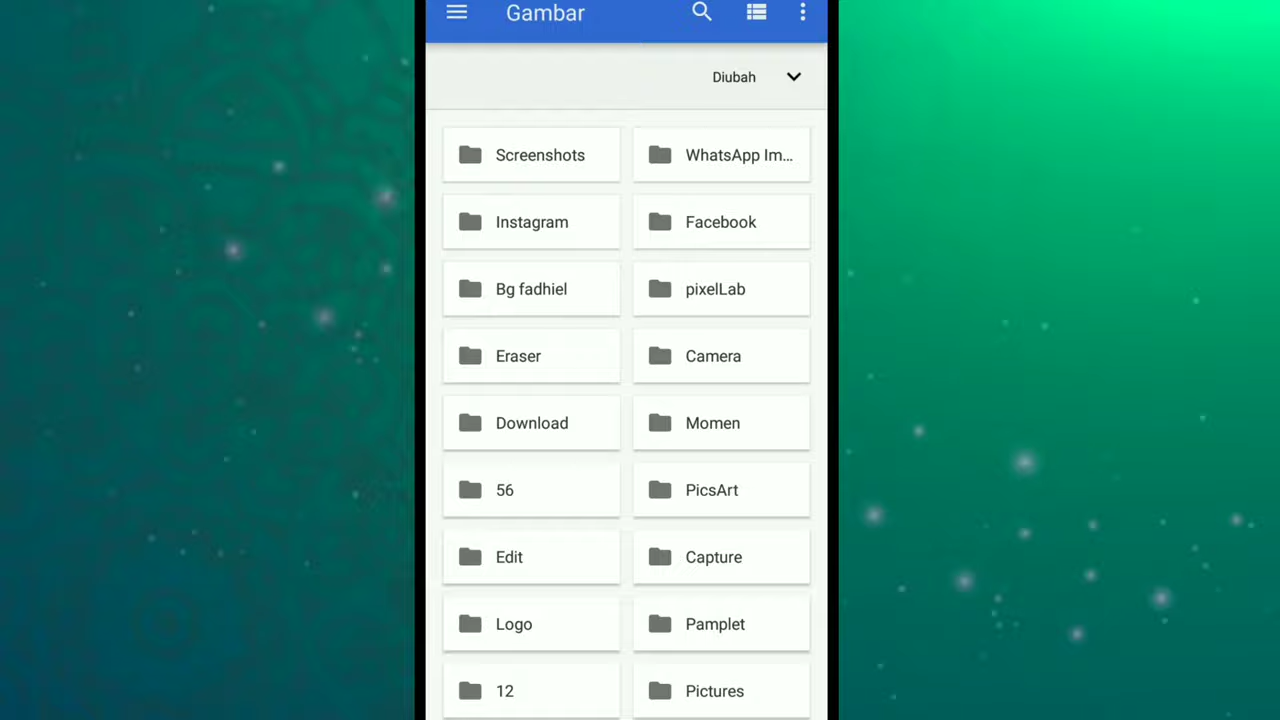 Gambar
Diubah
Screenshots
WhatsApp Im...
Instagram
Facebook
Bg fadhiel
pixelLab
Eraser
Camera
Download
Momen
56
PicsArt
Edit
Capture
Logo
Pamplet
12
Pictures